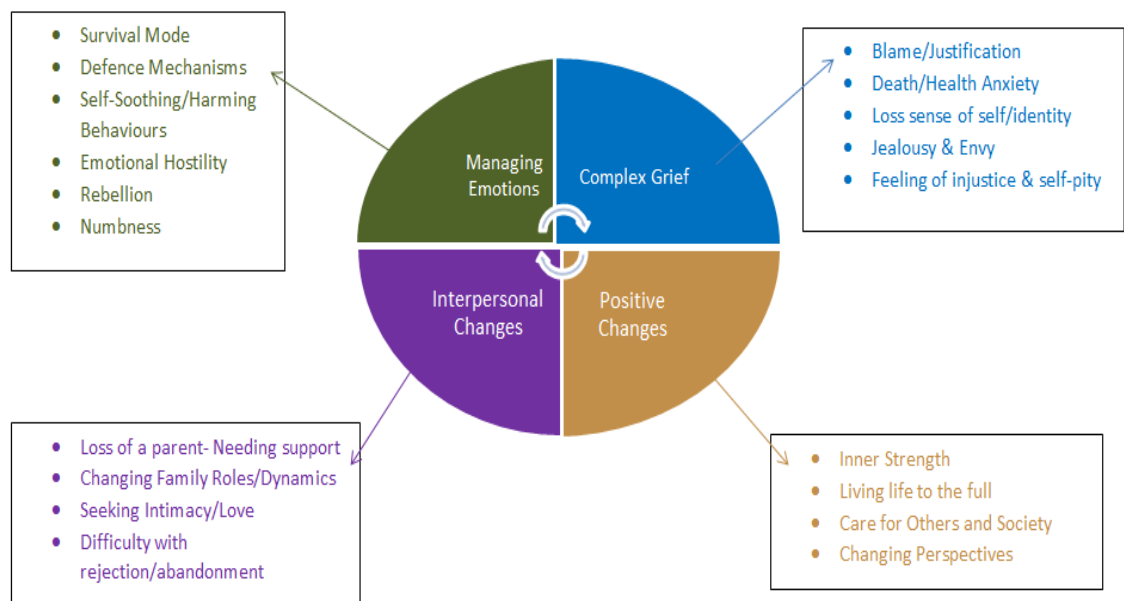 Survival Mode
Defence Mechanisms
Self-Soothing/Harming
Behaviours
Emotional Hostility
Rebellion
Numbness
Blame/Justification
Death/Health Anxiety
Loss sense of self/identity
Jealousy & Envy
Feeling of injustice & self-pity
Managing
Emotions
Complex Grief
Interpersonal
Changes
Positive
Changes
Loss of a parent- Needing support
Changing Family Roles/Dynamics
Seeking Intimacy/Love
Difficulty with
rejection/abandonment
Inner Strength
Living life to the full
Care for Others and Society
Changing Perspectives